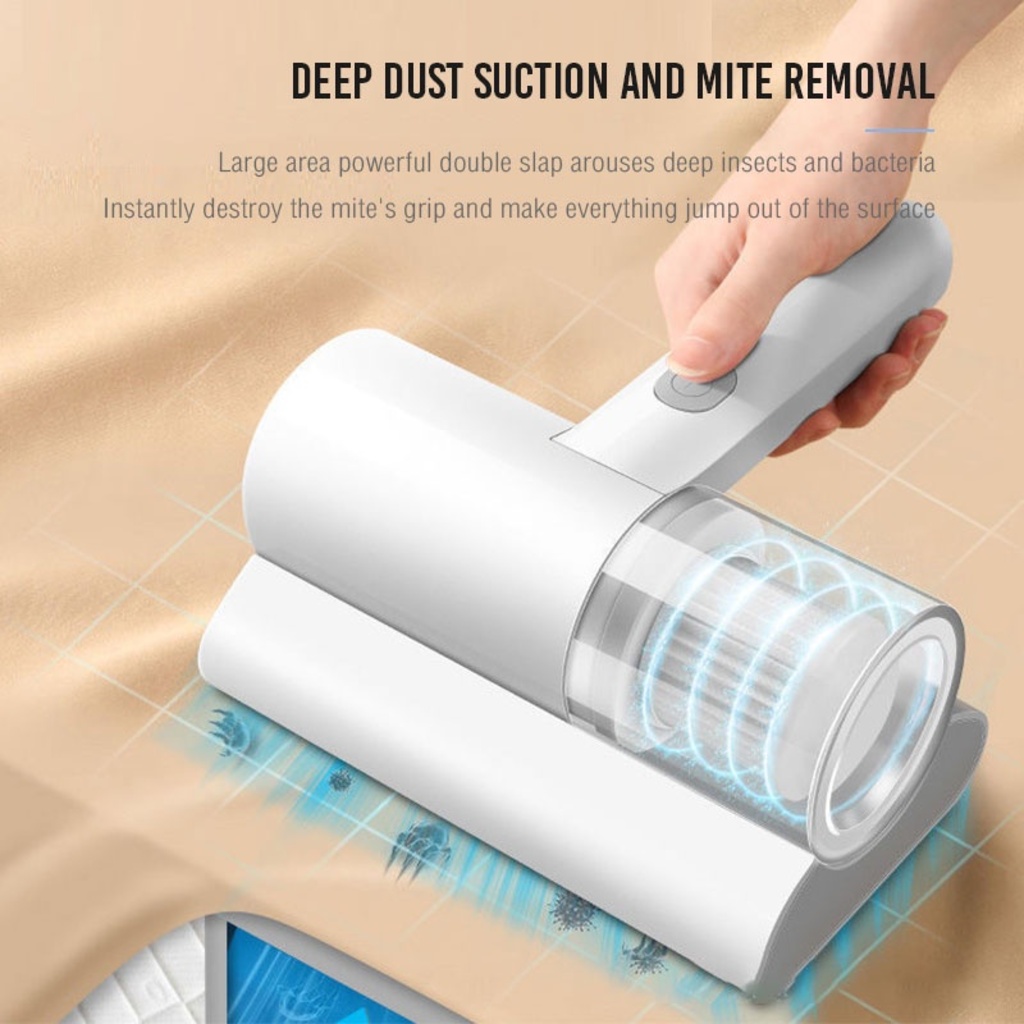 DEEP DUST SUCTION AND MITE REMOVAL
Large area powerful double slap arouses deep insects and bacteria
Instantly destroy the mite's grip and make everything jump out of the surface